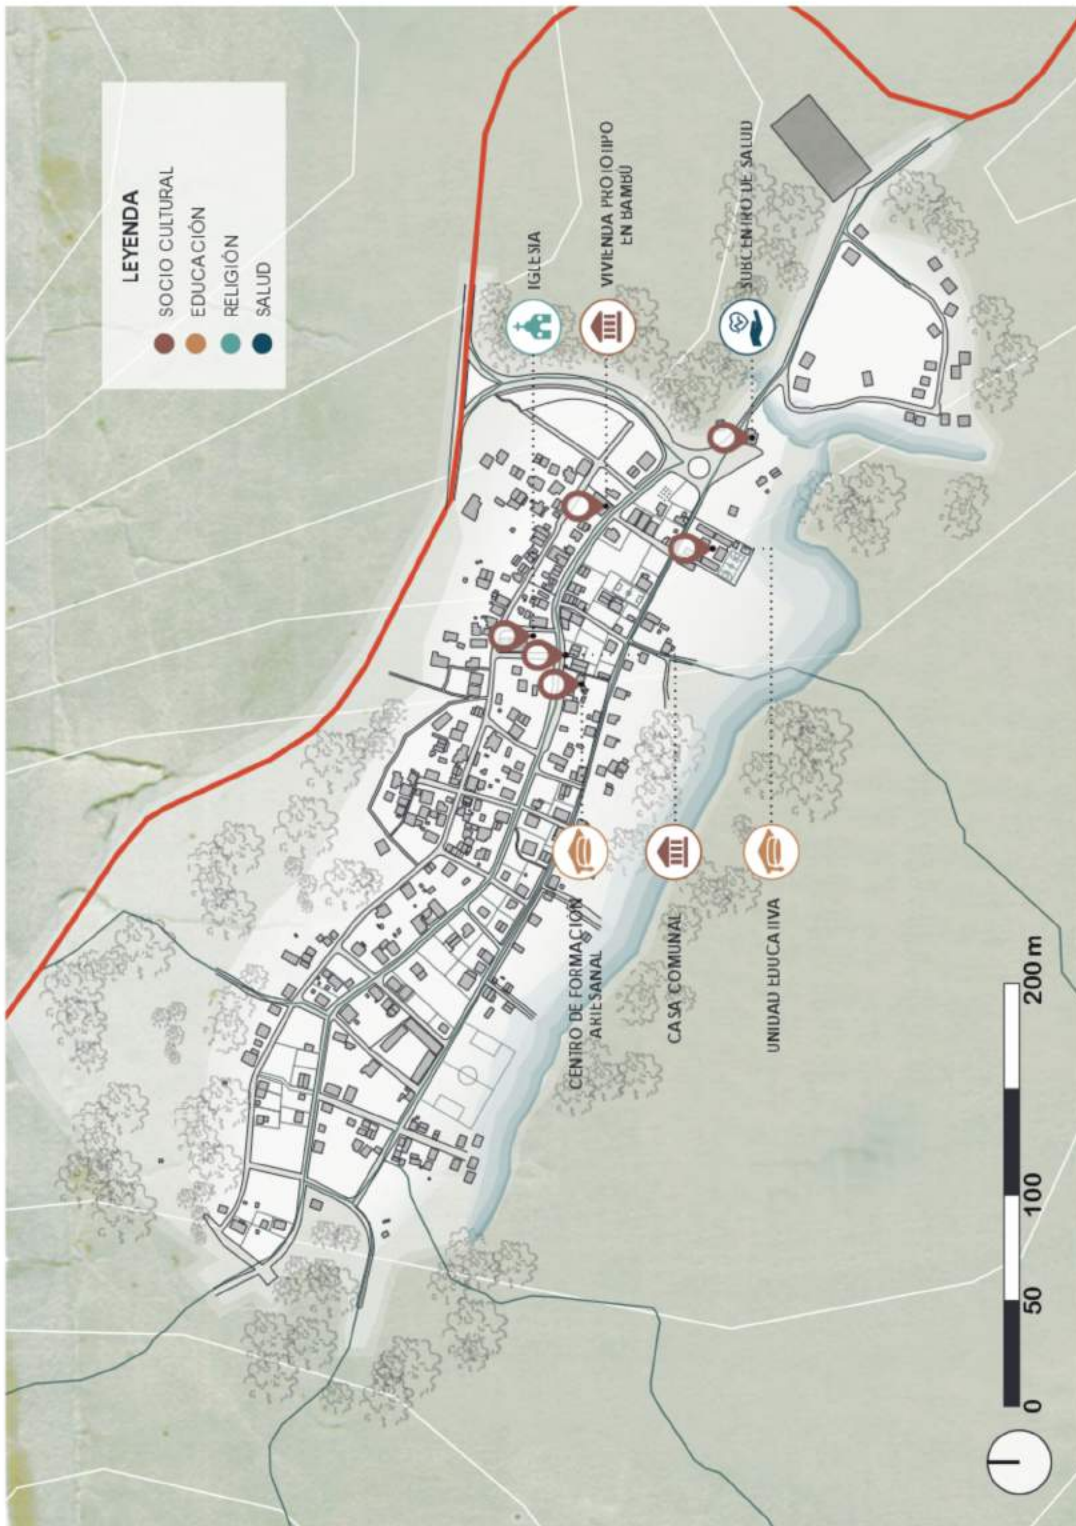 LEYENDA
SOCIO CULTURAL
EDUCACIÓN
RELIGIÓN
SALUD
IGLESIA
VIVIENDA PROTOTIPO
EN BAMBÚ
SUBCENTRO DE SALUD
CENTRO DE FORMACIÓN
ARTESANAL
CASA COMUNAL
UNIDAD EDUCATIVA
0
50
100
200 m